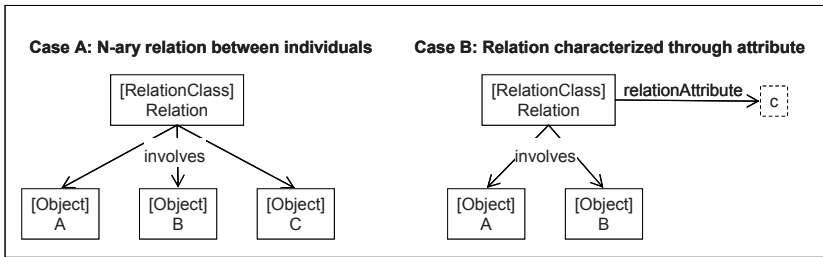 Case A: N-ary relation between individuals
[RelationClass]
Relation
involves
[Object]
A
[Object]
B
[Object]
C
Case B: Relation characterized through attribute
[RelationClass]
Relation
relationAttribute
c
involves
[Object]
A
[Object]
B